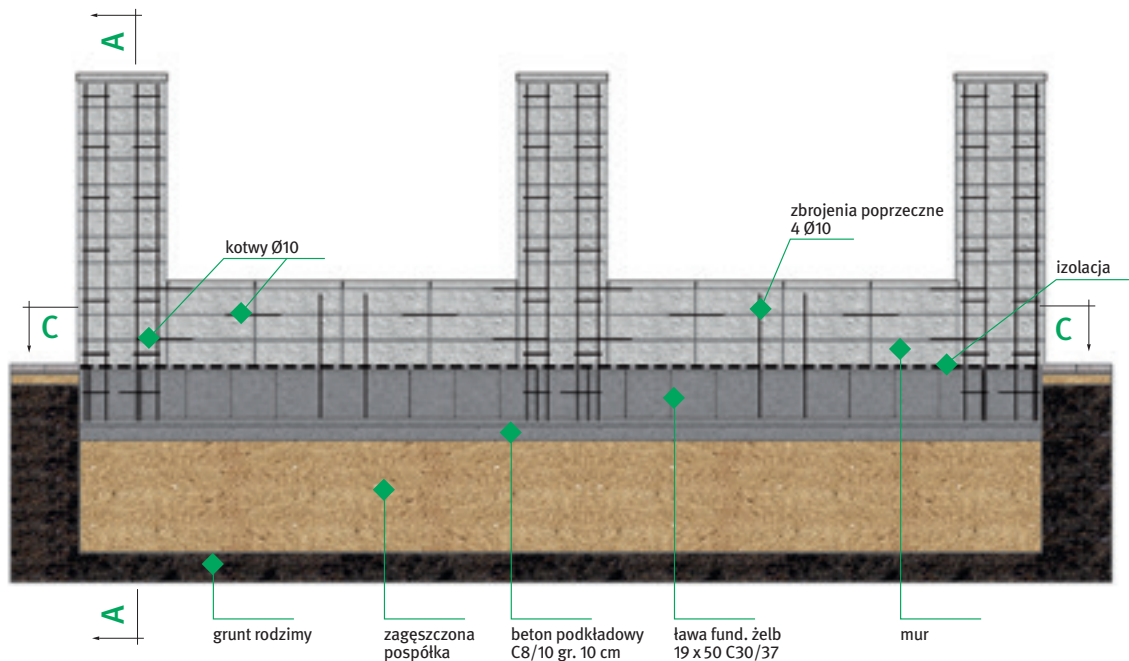 A
zbrojenia poprzeczne
4 Ø10
kotwy Ø10
izolacja
C
C
A
grunt rodzimy
zagęszczona
pospółka
beton podkładowy
C8/10 gr. 10 cm
ława fund. żelb
19 x 50 C30/37
mur